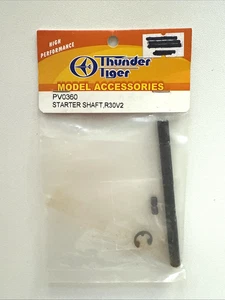 HIGH
PERFORMANCE
Thunder
Tiger
MODEL ACCESSORIES
PV0360
STARTER SHAFT,R30V2